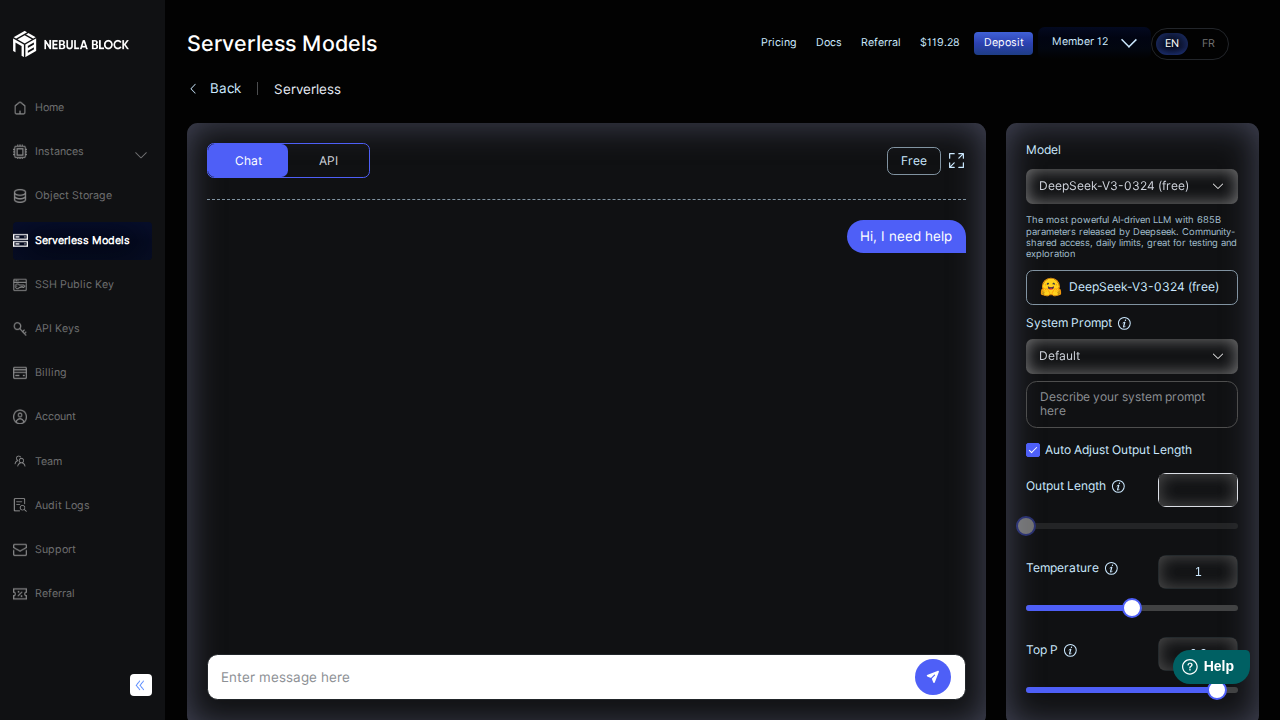 NEBULA BLOCK
Home
Instances
Object Storage
Serverless Models
SSH Public Key
API Keys
Billing
Account
Team
Audit Logs
Support
Referral
Serverless Models
Pricing
Docs
Referral
$119.28
Deposit
Member 12
EN
FR
Back
Serverless
Chat
API
Free
Hi, I need help
Enter message here
Model
DeepSeek-V3-0324 (free)
The most powerful AI-driven LLM with 685B
parameters released by Deepseek. Community-
shared access, daily limits, great for testing and
exploration
DeepSeek-V3-0324 (free)
System Prompt
Default
Describe your system prompt
here
Auto Adjust Output Length
Output Length
Temperature
1
Top P
Help